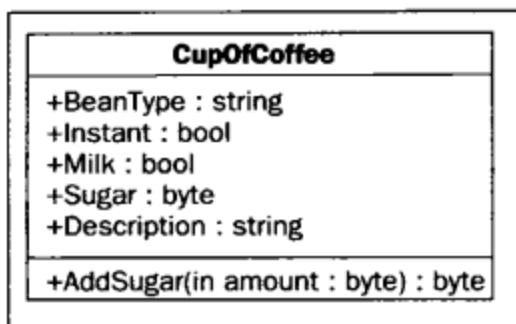 CupOfCoffee
+BeanType : string
+Instant : bool
+Milk : bool
+Sugar : byte
+Description : string
+AddSugar(in amount : byte) : byte